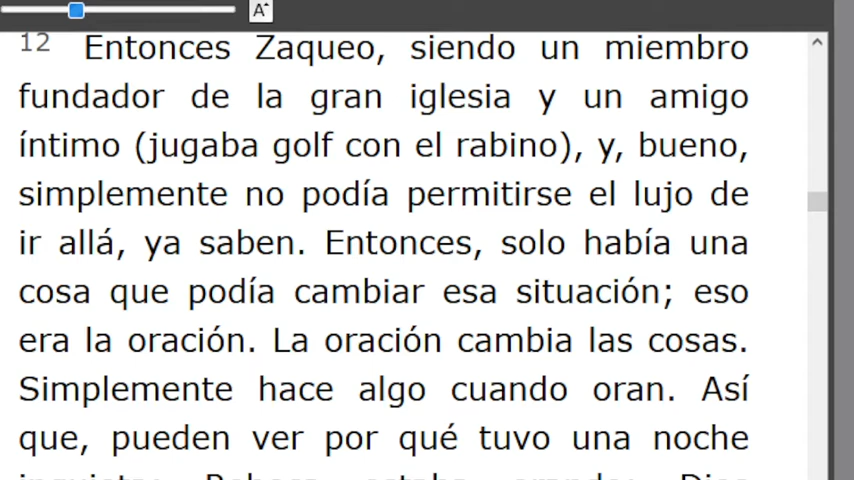 A
12 Entonces Zaqueo, siendo un miembro
fundador de la gran iglesia y un amigo
íntimo (jugaba golf con el rabino), y, bueno,
simplemente no podía permitirse el lujo de
ir allá, ya saben. Entonces, solo había una
cosa que podía cambiar esa situación; eso
era la oración. La oración cambia las cosas.
Simplemente hace algo cuando oran. Así
que, pueden ver por qué tuvo una noche